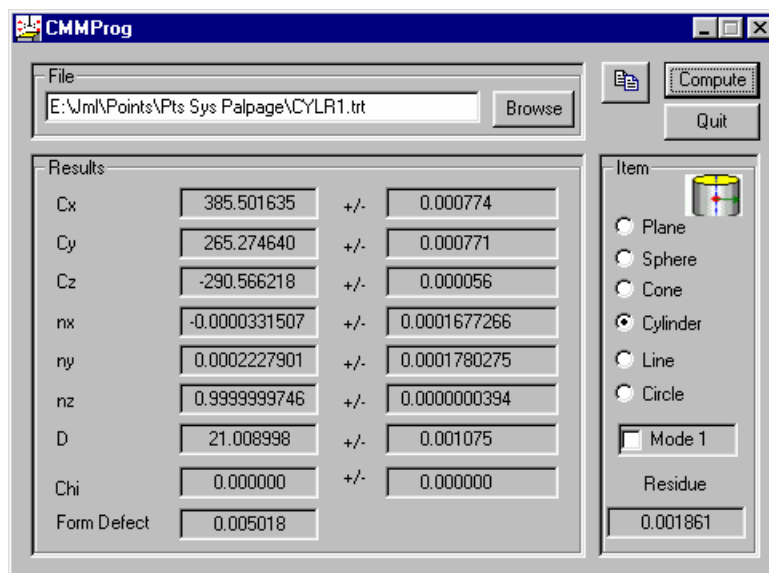 CMMProg
File
E:\Jml\Points\Pts Sys Palpage\CYLR1.trt
Browse
Compute
Quit
Results
Cx 385.501635 +/- 0.000774
Cy 265.274640 +/- 0.000771
Cz -290.566218 +/- 0.000056
nx -0.0000331507 +/- 0.0001677266
ny 0.0002227901 +/- 0.0001780275
nz 0.9999999746 +/- 0.0000000394
D 21.008998 +/- 0.001075
Chi 0.000000 +/- 0.000000
Form Defect 0.005018
Item
Plane
Sphere
Cone
Cylinder
Line
Circle
Mode 1
Residue
0.001861